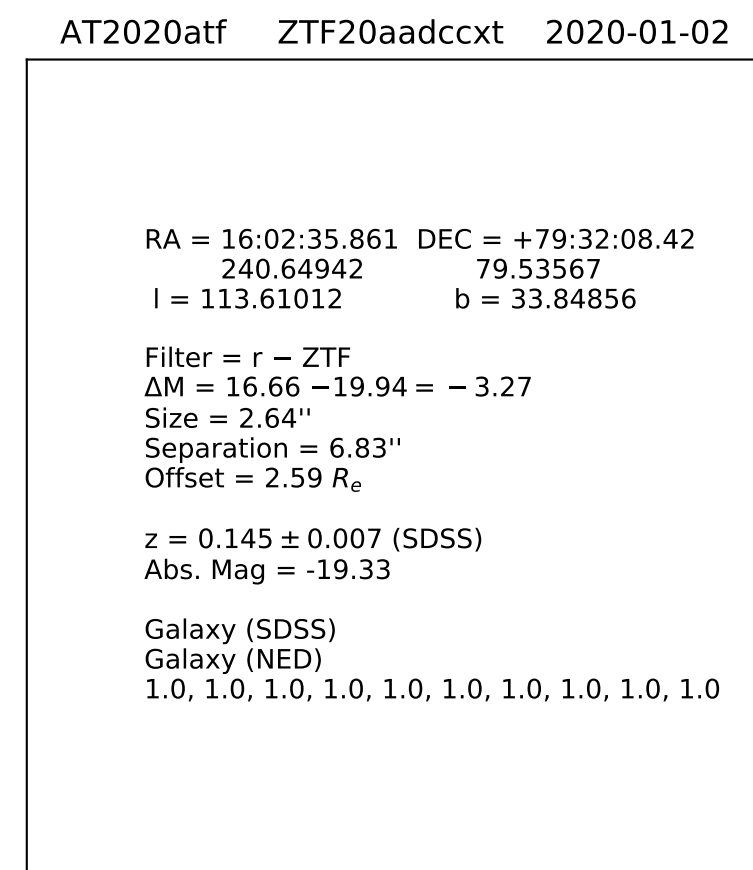 AT2020atf ZTF20aadccxt 2020-01-02
RA = 16:02:35.861 DEC = +79:32:08.42
240.64942 79.53567
l = 113.61012 b = 33.84856
Filter = r − ZTF
ΔM = 16.66 −19.94 = − 3.27
Size = 2.64''
Separation = 6.83''
Offset = 2.59 Rₑ
z = 0.145 ± 0.007 (SDSS)
Abs. Mag = -19.33
Galaxy (SDSS)
Galaxy (NED)
1.0, 1.0, 1.0, 1.0, 1.0, 1.0, 1.0, 1.0, 1.0, 1.0